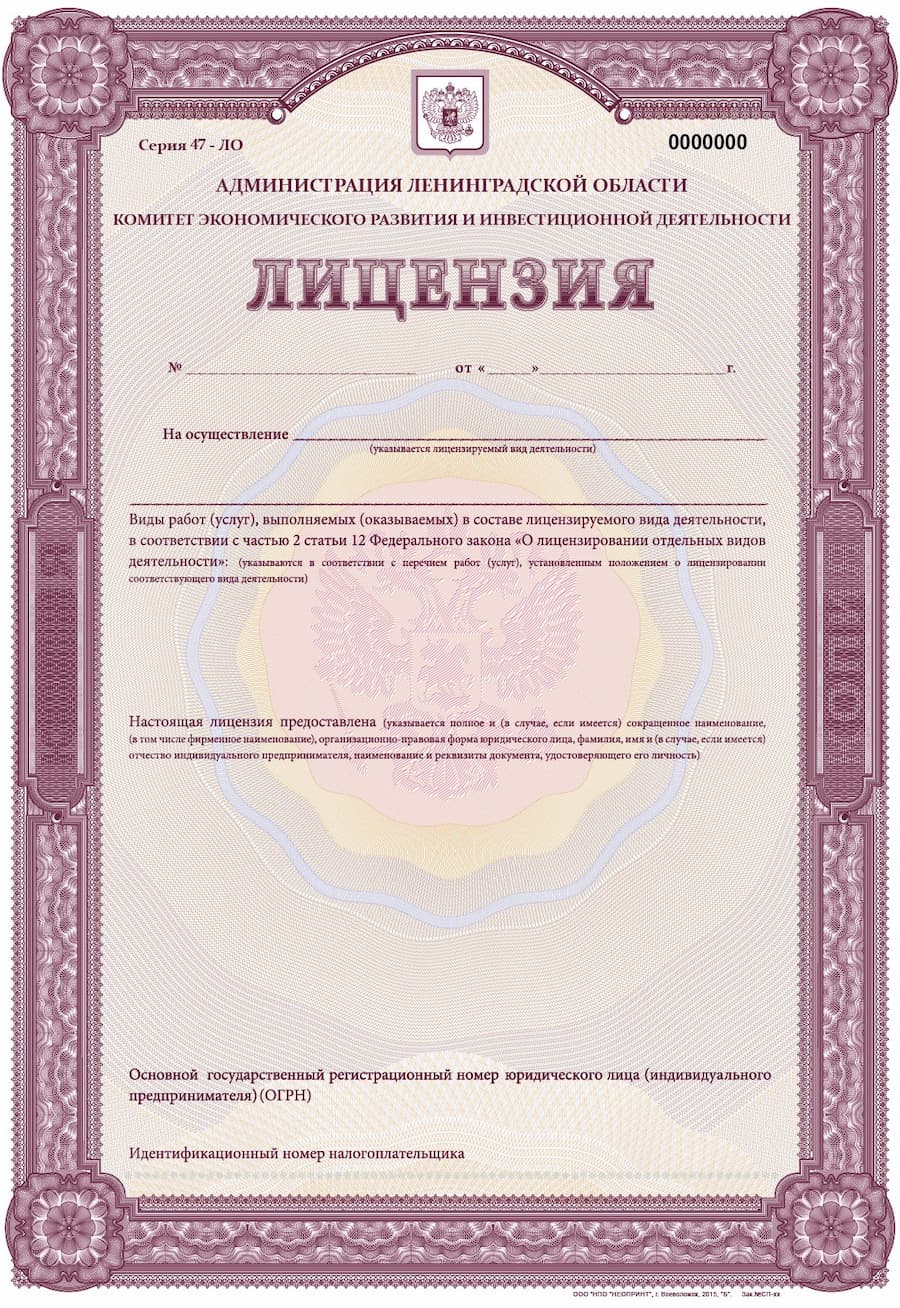 Серия 47 - ЛО
0000000
АДМИНИСТРАЦИЯ ЛЕНИНГРАДСКОЙ ОБЛАСТИ
КОМИТЕТ ЭКОНОМИЧЕСКОГО РАЗВИТИЯ И ИНВЕСТИЦИОННОЙ ДЕЯТЕЛЬНОСТИ
ЛИЦЕНЗИЯ
№ ______ от « ______ » ______ г.
На осуществление
(указывается лицензируемый вид деятельности)
Виды работ (услуг), выполняемых (оказываемых) в составе лицензируемого вида деятельности,
в соответствии с частью 2 статьи 12 Федерального закона «О лицензировании отдельных видов
деятельности»: (указываются в соответствии с перечнем работ (услуг), установленным положением о лицензировании
соответствующего вида деятельности)
Настоящая лицензия предоставлена (указывается полное и (в случае, если имеется) сокращенное наименование,
(в том числе фирменное наименование), организационно-правовая форма юридического лица, фамилия, имя и (в случае, если имеется)
отчество индивидуального предпринимателя, наименование и реквизиты документа, удостоверяющего его личность)
Основной государственный регистрационный номер юридического лица (индивидуального
предпринимателя) (ОГРН)
Идентификационный номер налогоплательщика
ООО "НПО "НЕОПРИНТ", г. Всеволожск, 2015, "Б". Зак.№СП-хх